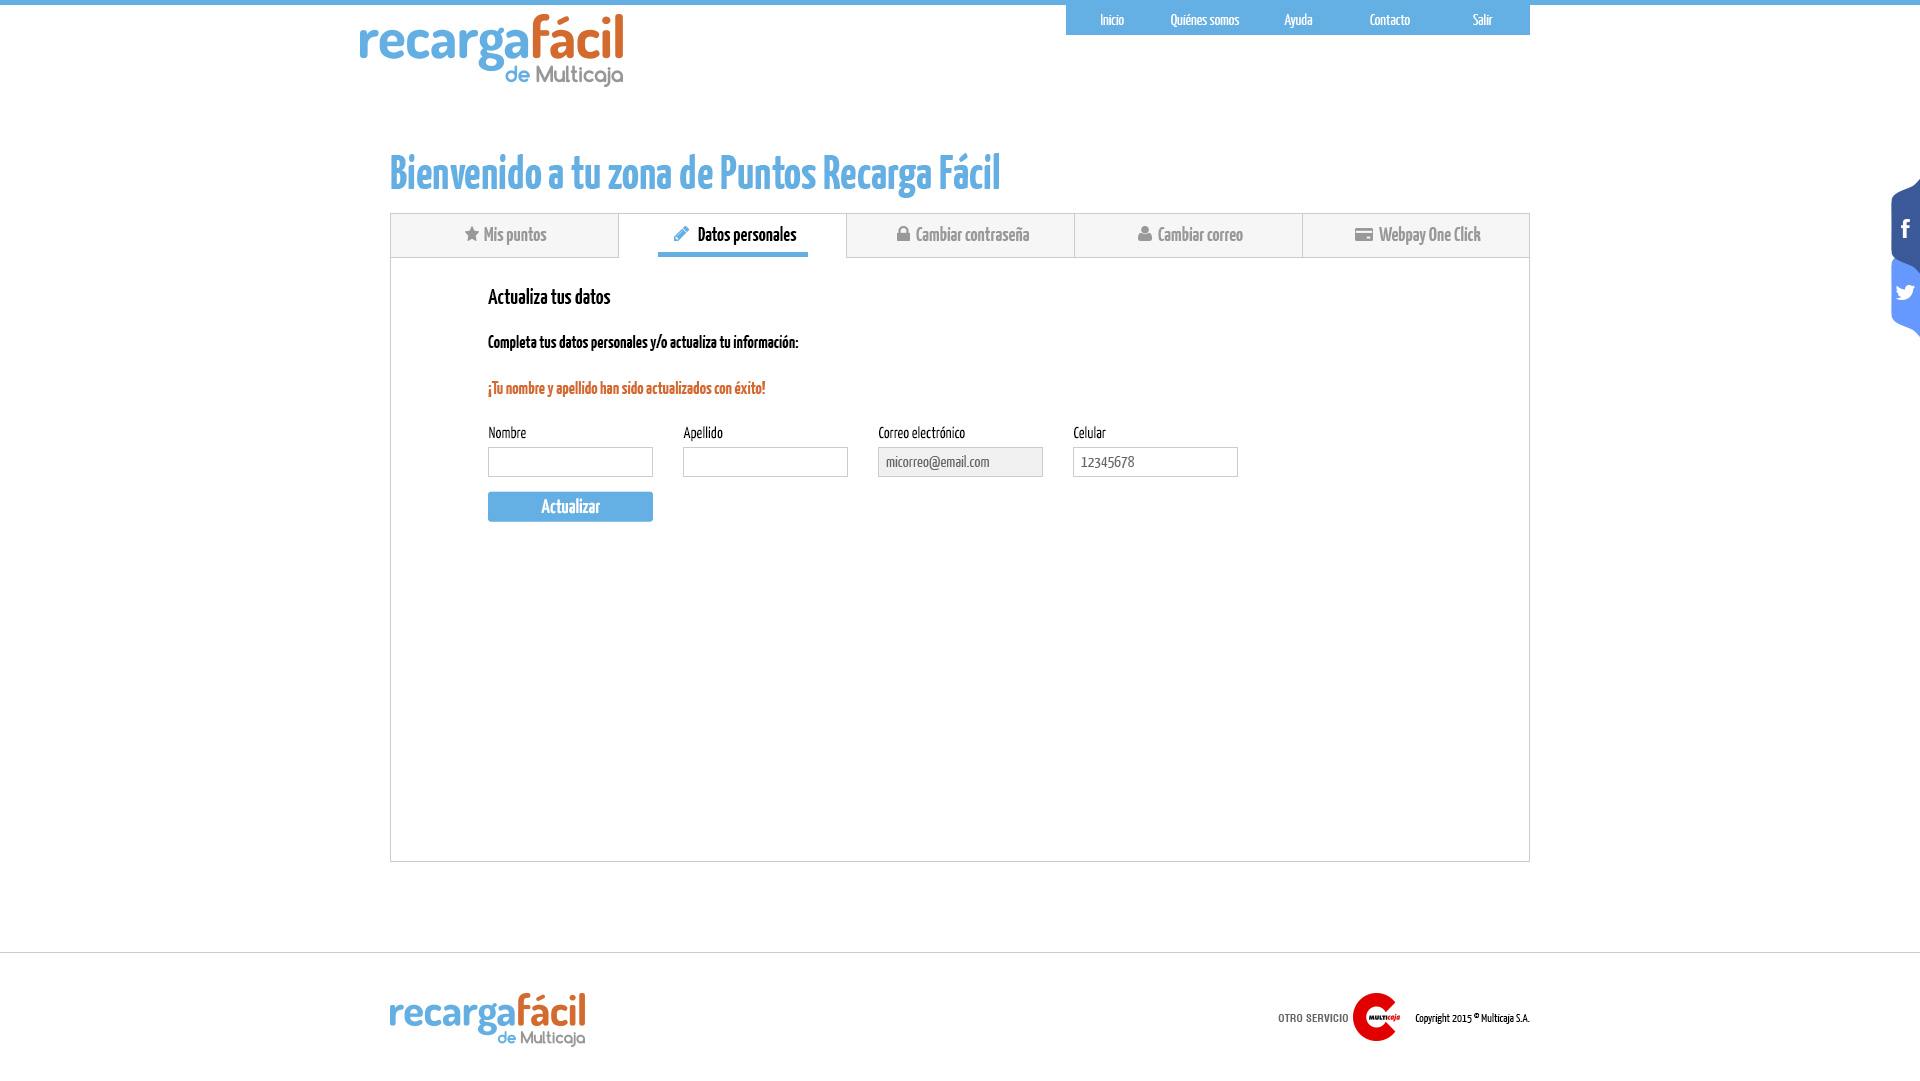 recargafácil
de Multicaja
Inicio
Quiénes somos
Ayuda
Contacto
Salir
Bienvenido a tu zona de Puntos Recarga Fácil
Mis puntos
Datos personales
Cambiar contraseña
Cambiar correo
Webpay One Click
Actualiza tus datos
Completa tus datos personales y/o actualiza tu información:
¡Tu nombre y apellido han sido actualizados con éxito!
Nombre
Apellido
Correo electrónico
Celular
micorreo@email.com
12345678
Actualizar
f
recargafácil
de Multicaja
OTRO SERVICIO
MULTIcaja
Copyright 2015 © Multicaja S.A.